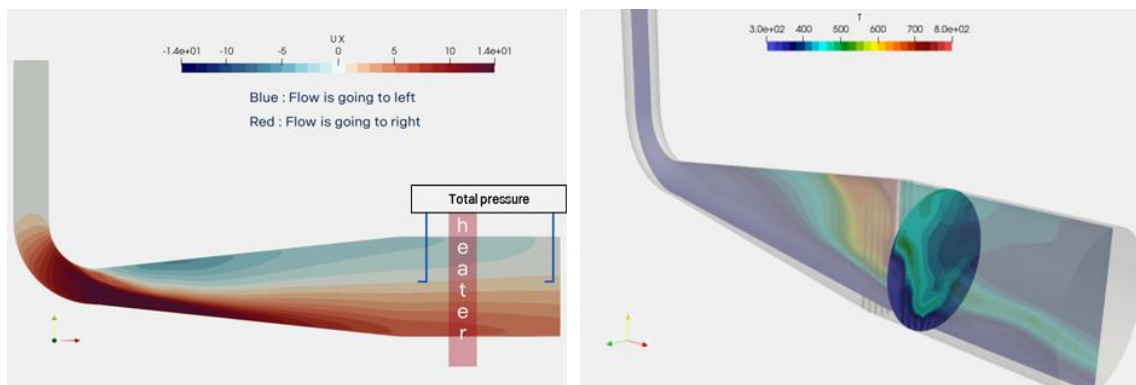 U X
-1.4e+01 -10 -5 0 5 10 1.4e+01
Blue : Flow is going to left
Red : Flow is going to right
Total pressure
heater
T
3.0e+02 400 500 600 700 8.0e+02